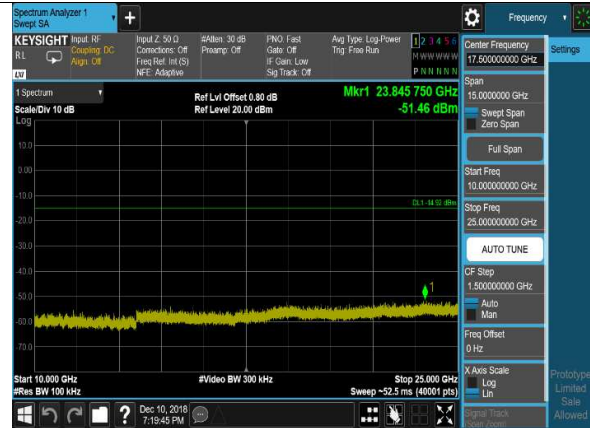 Spectrum Analyzer 1
Swept SA
+
Frequency
KEYSIGHT
RL
LXI
Input: RF
Coupling: DC
Align: Off
Input Z: 50 Ω
Corrections: Off
Freq Ref: Int (S)
NFE: Adaptive
#Atten: 30 dB
Preamp: Off
PNO: Fast
Gate: Off
IF Gain: Low
Sig Track: Off
Avg Type: Log-Power
Trig: Free Run
1 2 3 4 5 6
M W W W W W
P N N N N N
1 Spectrum
Scale/Div 10 dB
Log
Ref Lvl Offset 0.80 dB
Ref Level 20.00 dBm
Mkr1 23.845 750 GHz
-51.46 dBm
10.0
0.00
-10.0
-20.0
-30.0
-40.0
-50.0
-60.0
-70.0
1
Start 10.000 GHz
#Res BW 100 kHz
#Video BW 300 kHz
Stop 25.000 GHz
Sweep ~52.5 ms (40001 pts)
?
Dec 10, 2018
7:19:45 PM
Center Frequency
17.500000000 GHz
Settings
Span
15.0000000 GHz
Swept Span
Zero Span
Full Span
Start Freq
10.000000000 GHz
Stop Freq
25.000000000 GHz
AUTO TUNE
CF Step
1.500000000 GHz
Auto
Man
Freq Offset
0 Hz
X Axis Scale
Log
Lin
Signal Track
(Span Zoom)
Prototype
Limited
Sale
Allowed